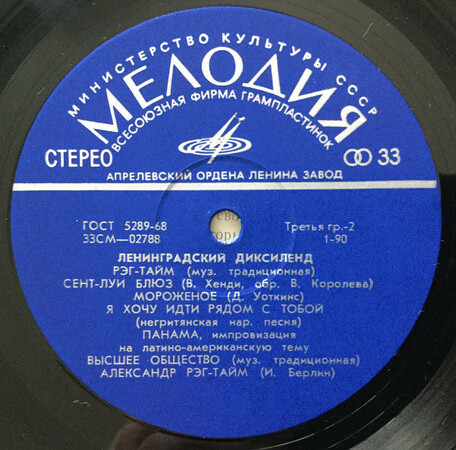 МИНИСТЕРСТВО КУЛЬТУРЫ СССР
МЕЛОДИЯ
ВСЕСОЮЗНАЯ ФИРМА ГРАМПЛАСТИНОК
СТЕРЕО 33
АПРЕЛЕВСКИЙ ОРДЕНА ЛЕНИНА ЗАВОД
ГОСТ 5289-68 Третья гр.-2
33СМ—02788 1-90
ЛЕНИНГРАДСКИЙ ДИКСИЛЕНД
РЭГ-ТАЙМ (муз. традиционная)
СЕНТ-ЛУИ БЛЮЗ (В. Хенди, обр. В. Королева)
МОРОЖЕНОЕ (Д. Уоткинс)
Я ХОЧУ ИДТИ РЯДОМ С ТОБОЙ
(негритянская нар. песня)
ПАНАМА, импровизация
на латино-американскую тему
ВЫСШЕЕ ОБЩЕСТВО (муз. традиционная)
АЛЕКСАНДР РЭГ-ТАЙМ (И. Берлин)